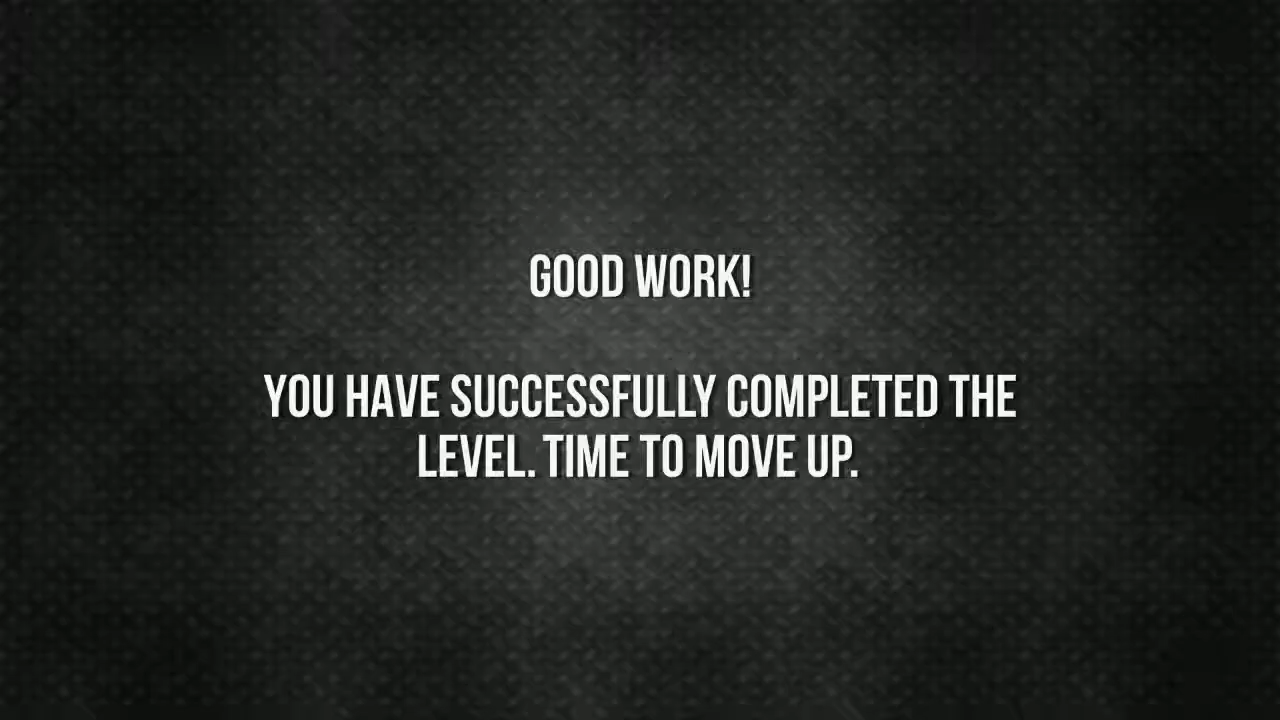 GOOD WORK!
YOU HAVE SUCCESSFULLY COMPLETED THE
LEVEL. TIME TO MOVE UP.